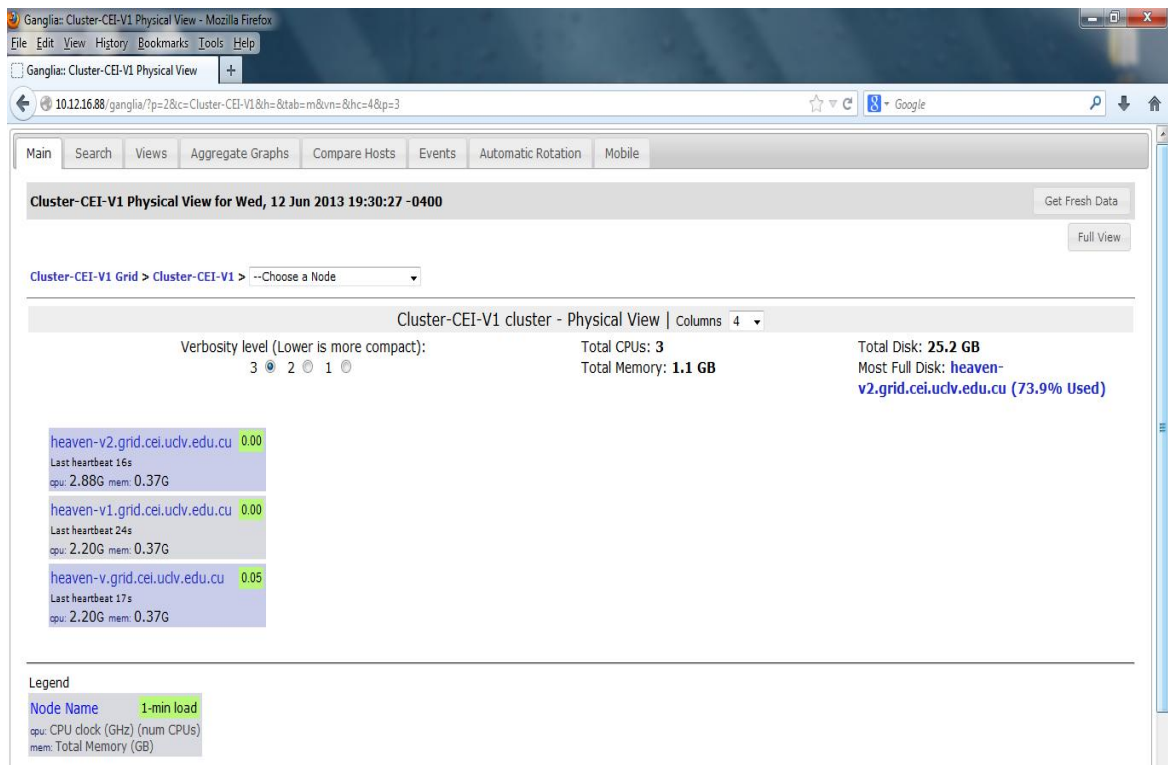 Ganglia:: Cluster-CEI-V1 Physical View - Mozilla Firefox
File Edit View History Bookmarks Tools Help
Ganglia:: Cluster-CEI-V1 Physical View +
10.12.16.88/ganglia/?p=2&c=Cluster-CEI-V1&h=&tab=m&vn=&hc=4&p=3 8 Google
Main Search Views Aggregate Graphs Compare Hosts Events Automatic Rotation Mobile
Cluster-CEI-V1 Physical View for Wed, 12 Jun 2013 19:30:27 -0400 Get Fresh Data
Full View
Cluster-CEI-V1 Grid > Cluster-CEI-V1 > --Choose a Node
Cluster-CEI-V1 cluster - Physical View | Columns 4
Verbosity level (Lower is more compact):
3 2 1
Total CPUs: 3
Total Memory: 1.1 GB
Total Disk: 25.2 GB
Most Full Disk: heaven-
v2.grid.cei.uclv.edu.cu (73.9% Used)
heaven-v2.grid.cei.uclv.edu.cu 0.00
Last heartbeat 16s
cpu: 2.88G mem: 0.37G
heaven-v1.grid.cei.uclv.edu.cu 0.00
Last heartbeat 24s
cpu: 2.20G mem: 0.37G
heaven-v.grid.cei.uclv.edu.cu 0.05
Last heartbeat 17s
cpu: 2.20G mem: 0.37G
Legend
Node Name 1-min load
cpu: CPU clock (GHz) (num CPUs)
mem: Total Memory (GB)